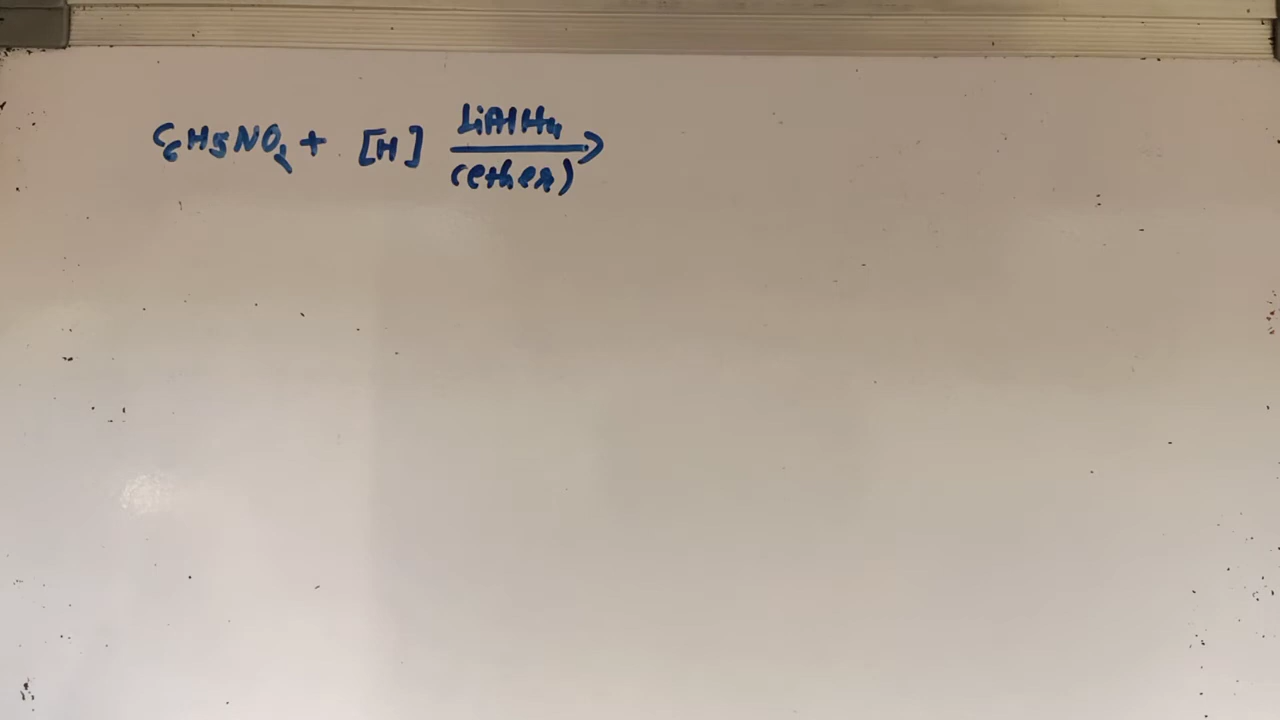 C₆H₅NO₂ + [H] LiAlH₄ →
(ether)